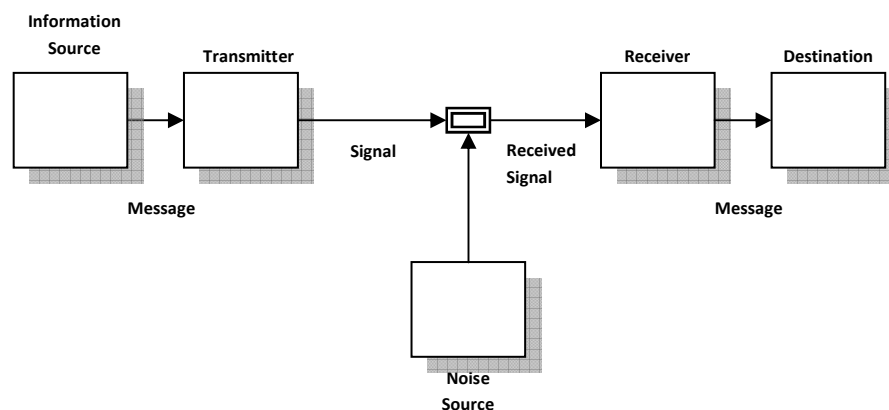 Information
Source
Transmitter
Receiver
Destination
Signal
Received
Signal
Message
Message
Noise
Source